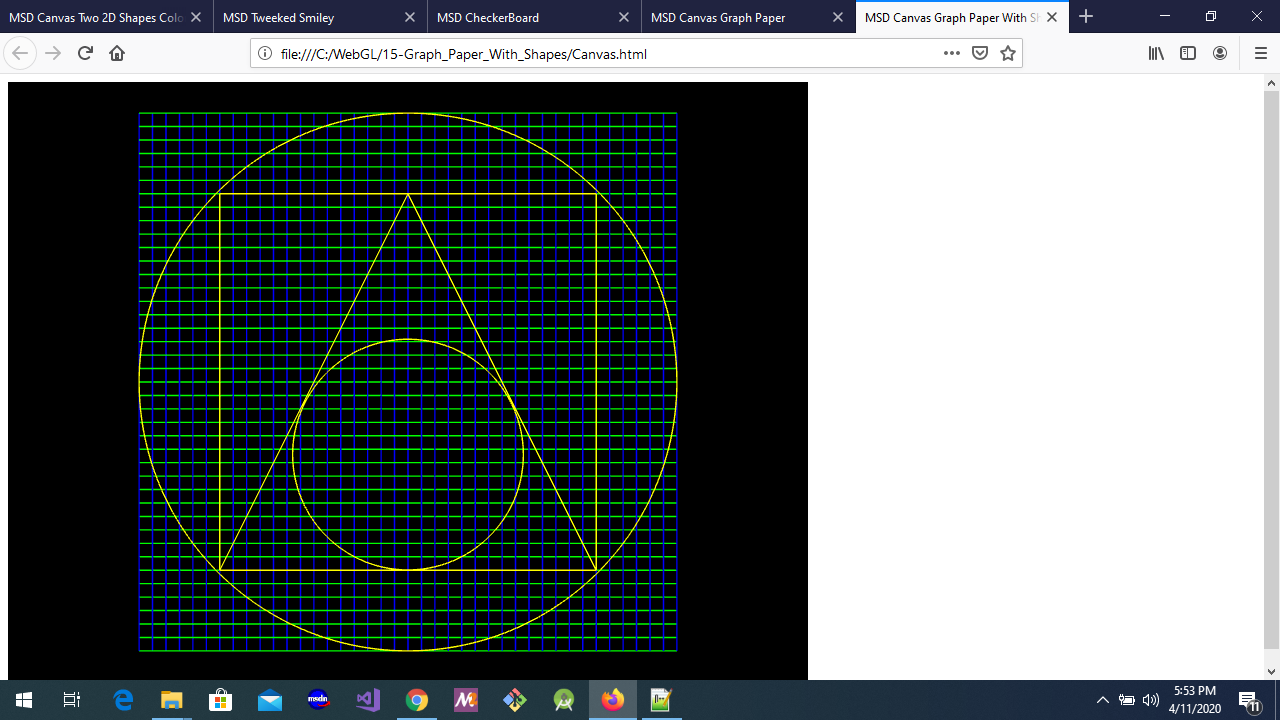 MSD Canvas Two 2D Shapes Colo
MSD Tweeked Smiley
MSD CheckerBoard
MSD Canvas Graph Paper
MSD Canvas Graph Paper With Sh
file:///C:/WebGL/15-Graph_Paper_With_Shapes/Canvas.html
msdn
5:53 PM
4/11/2020
11